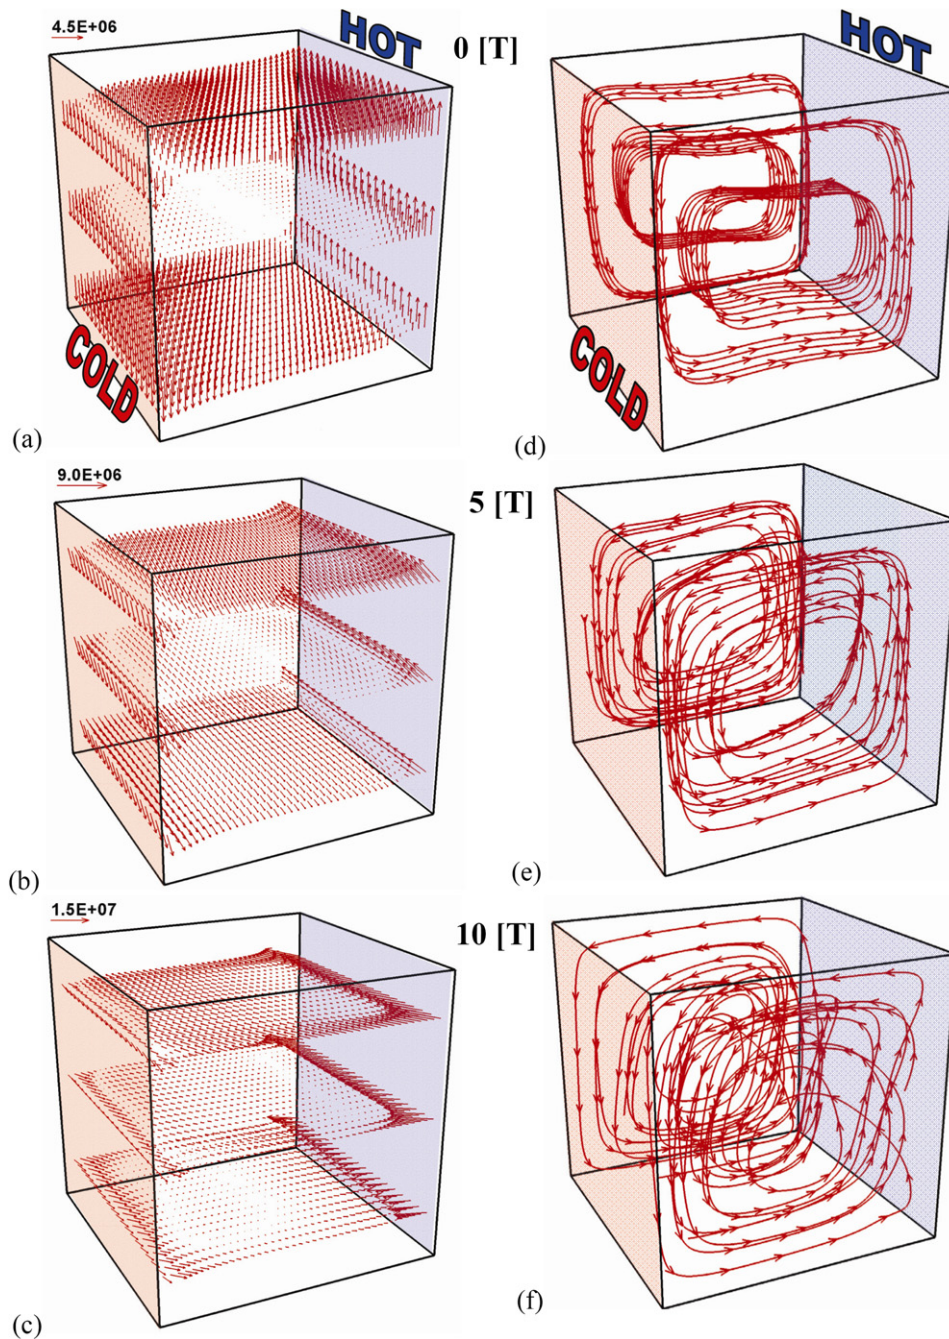 4.5E+06
HOT
0 [T]
HOT
COLD
COLD
(a)
(d)
9.0E+06
5 [T]
(b)
(e)
1.5E+07
10 [T]
(c)
(f)